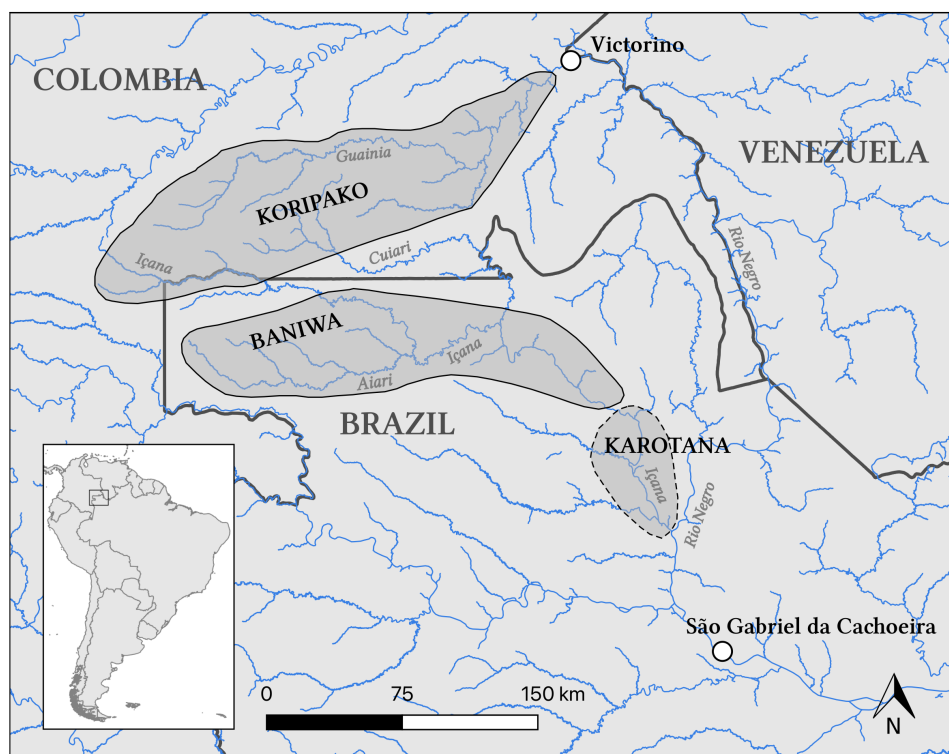 Victorino
COLOMBIA
VENEZUELA
Guainia
KORIPAKO
Cuiari
Içana
Rio Negro
BANIWA
Içana
Aiari
BRAZIL
KAROTANA
Içana
Rio Negro
São Gabriel da Cachoeira
0 75 150 km
N